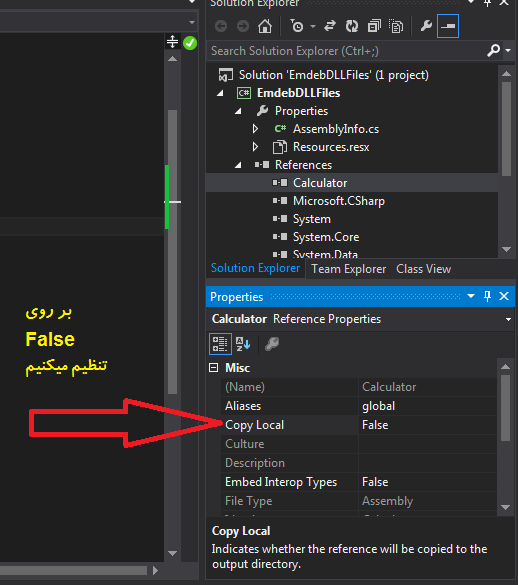 Solution Explorer
Search Solution Explorer (Ctrl+;)
Solution 'EmdebDLLFiles' (1 project)
C# EmdebDLLFiles
Properties
C# AssemblyInfo.cs
Resources.resx
References
Calculator
Microsoft.CSharp
System
System.Core
System.Data
Solution Explorer Team Explorer Class View
بر روی
False
تنظیم میکنیم
Properties
Calculator Reference Properties
Misc
(Name) Calculator
Aliases global
Copy Local False
Culture
Description
Embed Interop Types False
File Type Assembly
Copy Local
Indicates whether the reference will be copied to the
output directory.